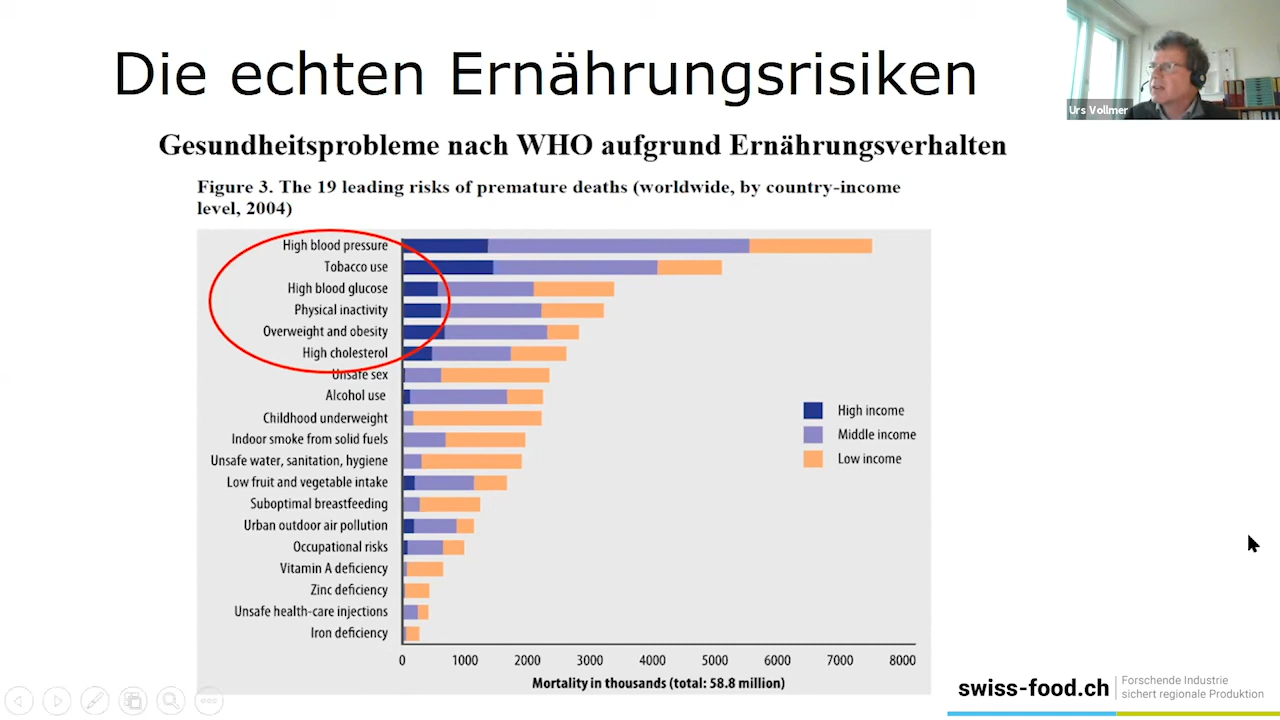 Die echten Ernährungsrisiken
Urs Vollmer
Gesundheitsprobleme nach WHO aufgrund Ernährungsverhalten
Figure 3. The 19 leading risks of premature deaths (worldwide, by country-income
level, 2004)
High blood pressure
Tobacco use
High blood glucose
Physical inactivity
Overweight and obesity
High cholesterol
Unsafe sex
Alcohol use
Childhood underweight
Indoor smoke from solid fuels
Unsafe water, sanitation, hygiene
Low fruit and vegetable intake
Suboptimal breastfeeding
Urban outdoor air pollution
Occupational risks
Vitamin A deficiency
Zinc deficiency
Unsafe health-care injections
Iron deficiency
High income
Middle income
Low income
0 1000 2000 3000 4000 5000 6000 7000 8000
Mortality in thousands (total: 58.8 million)
swiss-food.ch
Forschende Industrie
sichert regionale Produktion